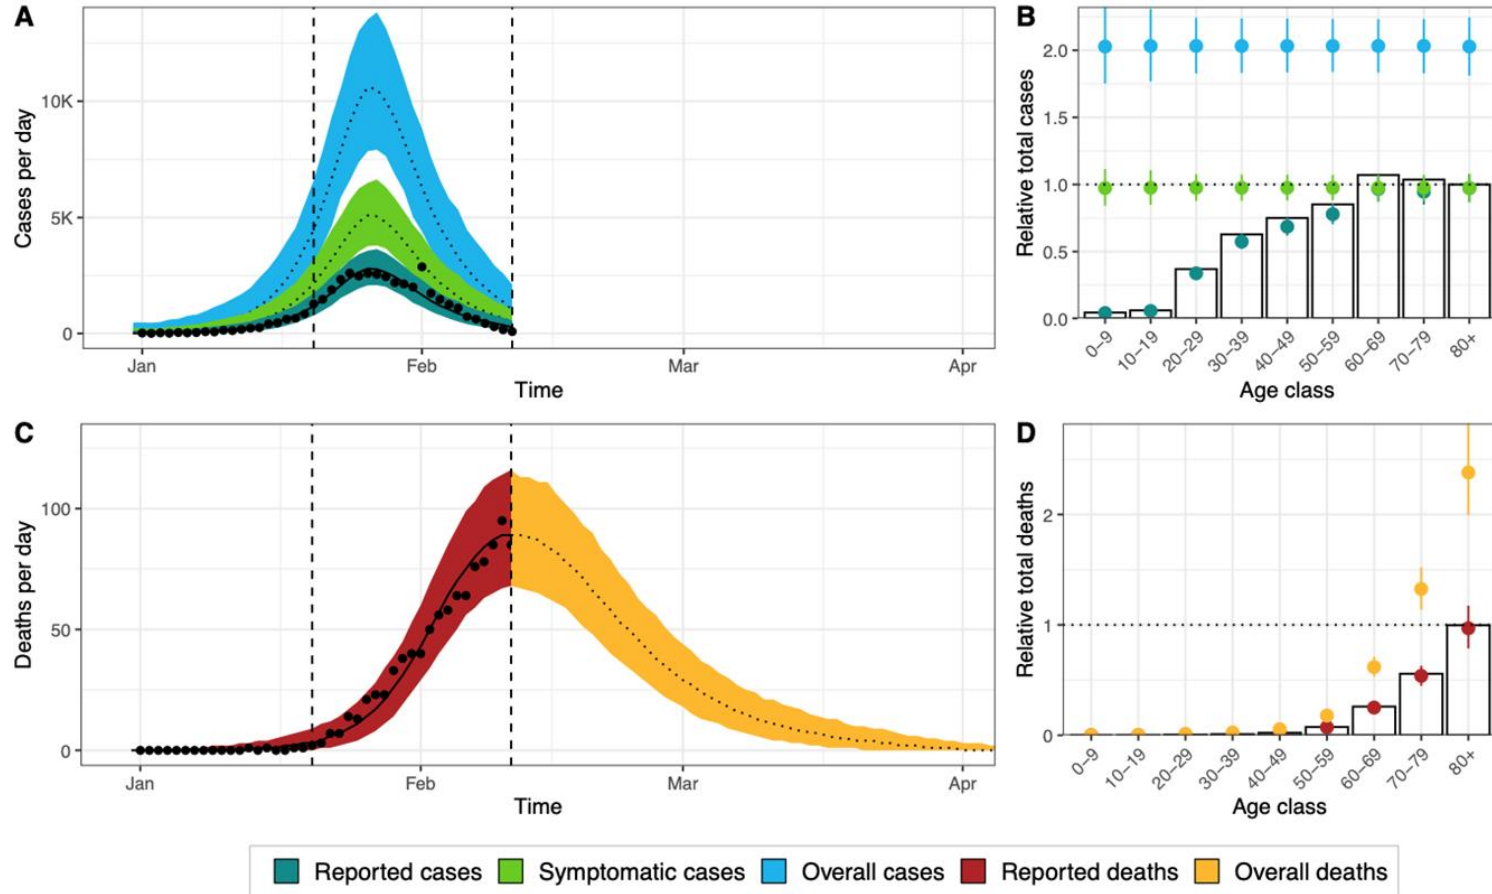 A
Cases per day
10K
5K
0
Jan Feb Mar Apr
Time
B
Relative total cases
2.0
1.5
1.0
0.5
0.0
0–9 10–19 20–29 30–39 40–49 50–59 60–69 70–79 80+
Age class
C
Deaths per day
100
50
0
Jan Feb Mar Apr
Time
D
Relative total deaths
2
1
0
0–9 10–19 20–29 30–39 40–49 50–59 60–69 70–79 80+
Age class
Reported cases Symptomatic cases Overall cases Reported deaths Overall deaths